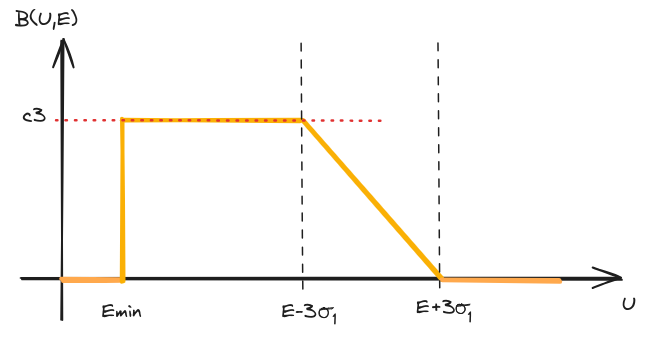 B(U,E)
c3
Emin
E-3σ₁
E+3σ₁
U